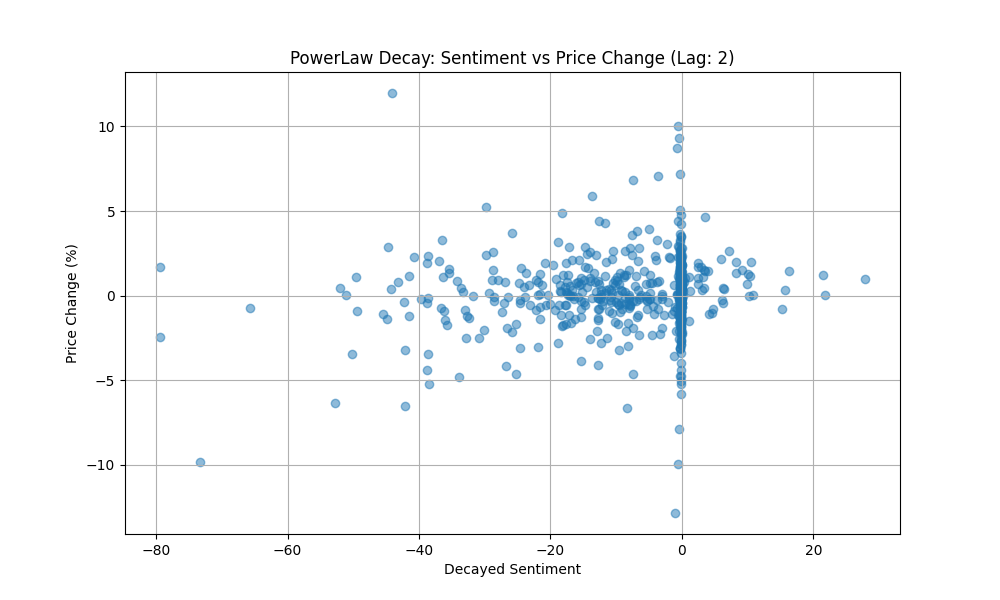 PowerLaw Decay: Sentiment vs Price Change (Lag: 2)
Price Change (%)
10
5
0
−5
−10
−80 −60 −40 −20 0 20
Decayed Sentiment